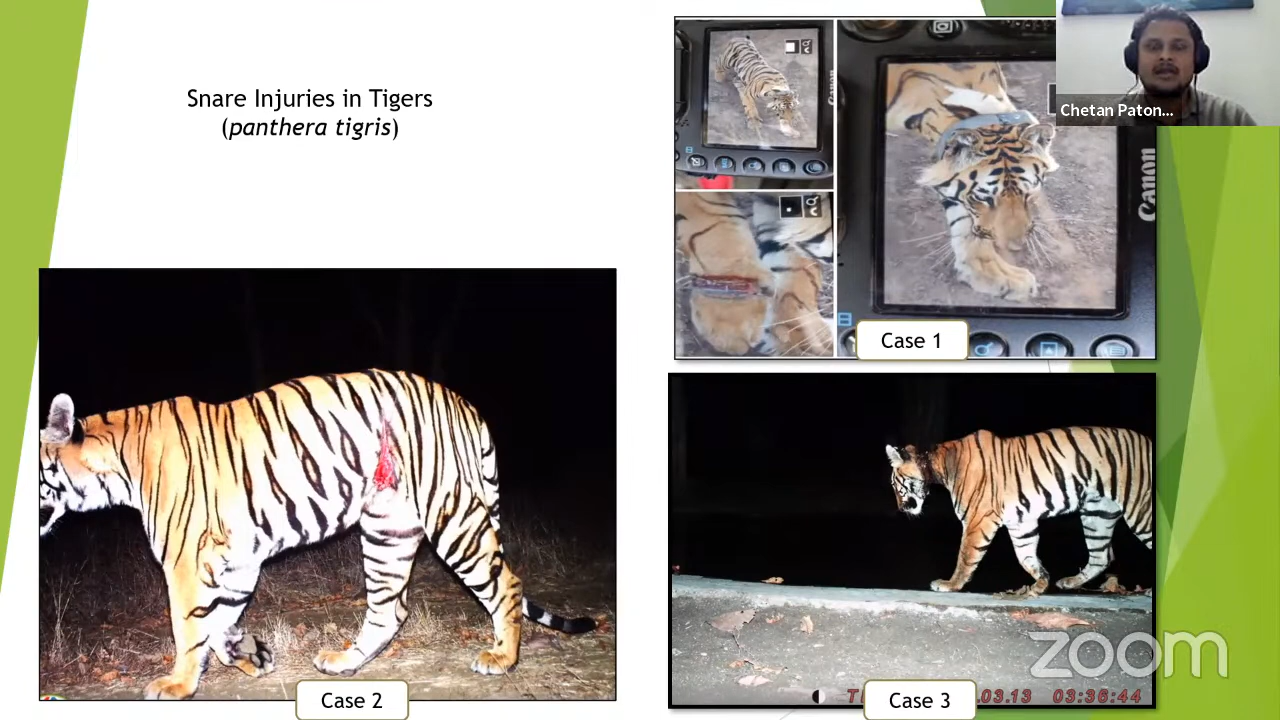 Snare Injuries in Tigers
(panthera tigris)
Chetan Paton...
Canon
Canon
Case 1
Case 2
Case 3
03.13 03:36:44
zoom